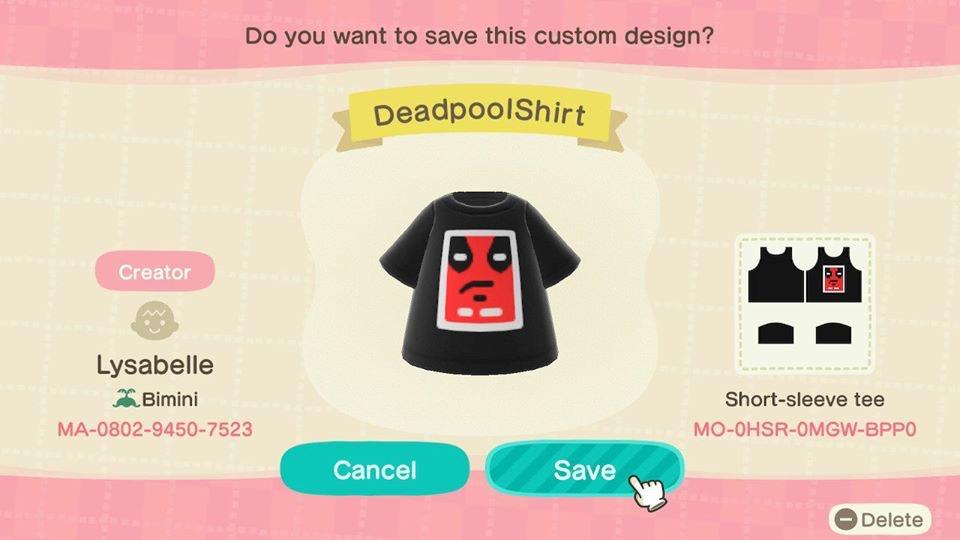 Do you want to save this custom design?
DeadpoolShirt
Creator
Lysabelle
Bimini
MA-0802-9450-7523
Short-sleeve tee
MO-0HSR-0MGW-BPP0
Cancel
Save
Delete